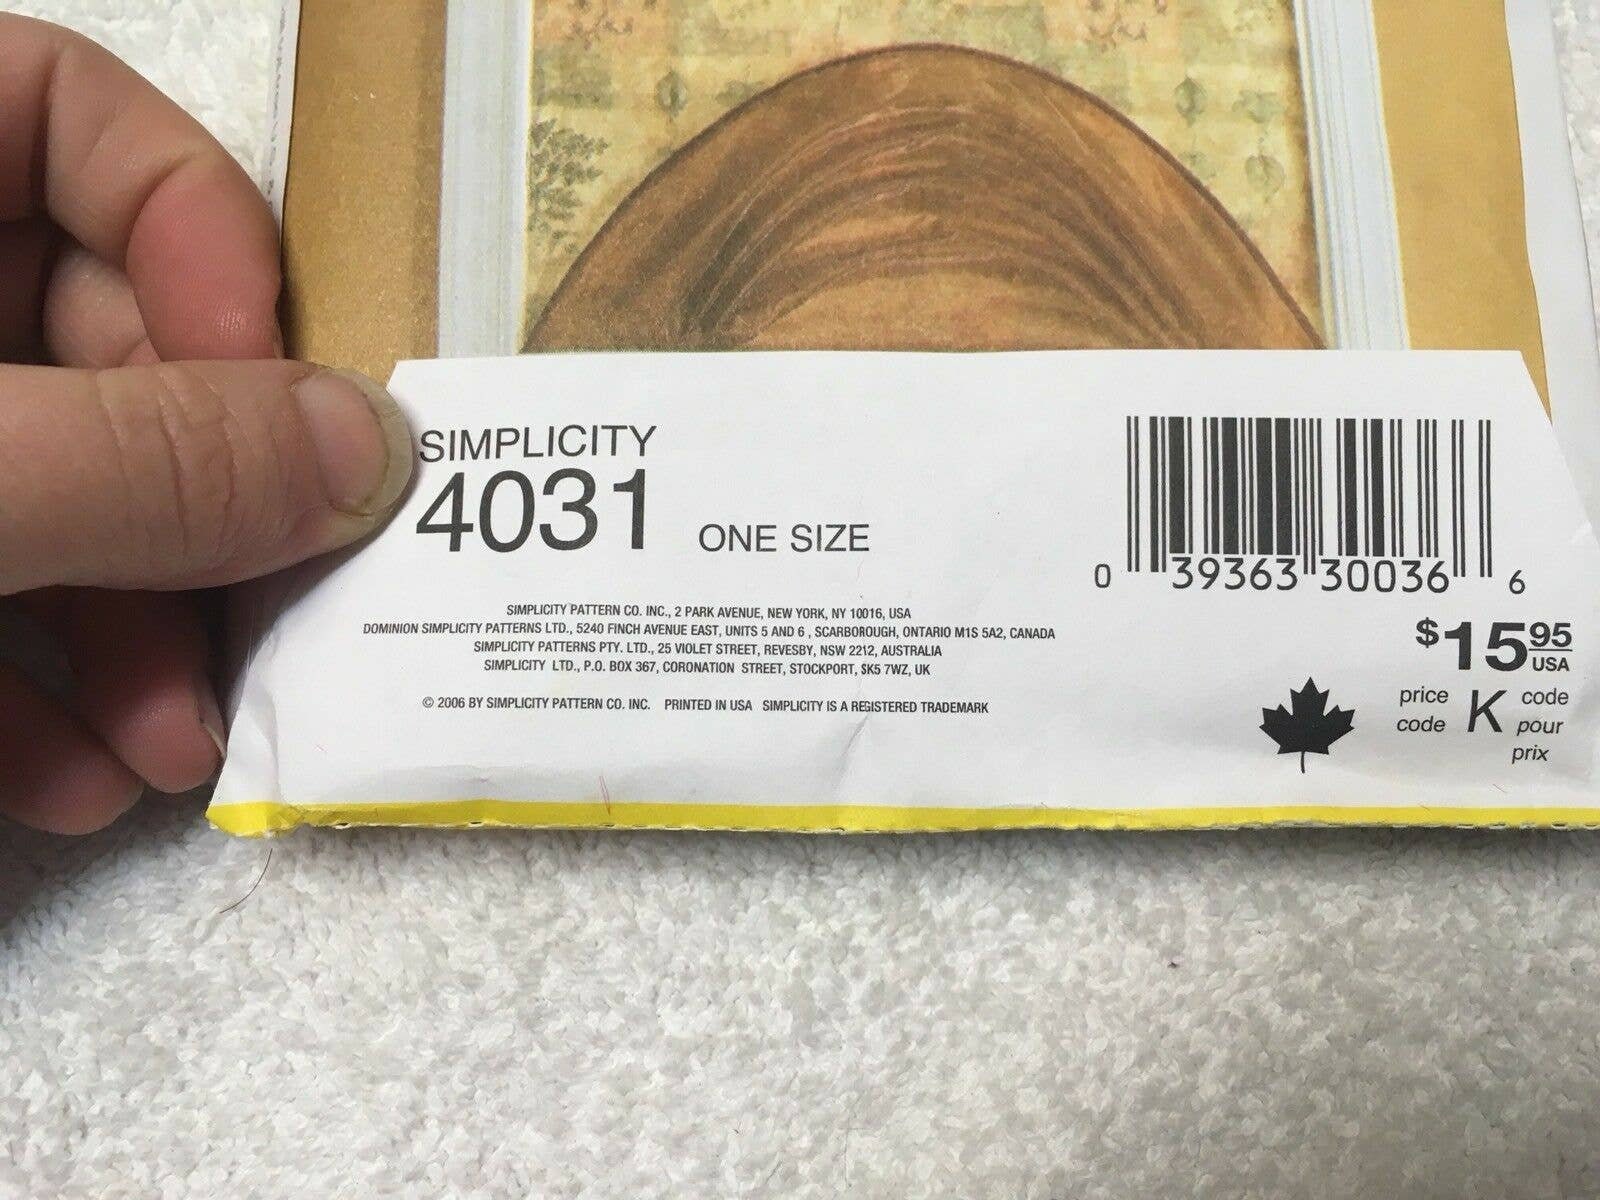 SIMPLICITY
4031 ONE SIZE
SIMPLICITY PATTERN CO. INC., 2 PARK AVENUE, NEW YORK, NY 10016, USA
DOMINION SIMPLICITY PATTERNS LTD., 5240 FINCH AVENUE EAST, UNITS 5 AND 6 , SCARBOROUGH, ONTARIO M1S 5A2, CANADA
SIMPLICITY PATTERNS PTY. LTD., 25 VIOLET STREET, REVESBY, NSW 2212, AUSTRALIA
SIMPLICITY LTD., P.O. BOX 367, CORONATION STREET, STOCKPORT, SK5 7WZ, UK
© 2006 BY SIMPLICITY PATTERN CO. INC. PRINTED IN USA SIMPLICITY IS A REGISTERED TRADEMARK
0 39363 30036 6
$15.95 USA
price code K code pour prix